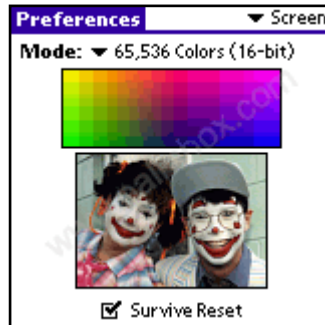 Preferences ▼ Screen
Mode: ▼ 65,536 Colors (16-bit)
Survive Reset